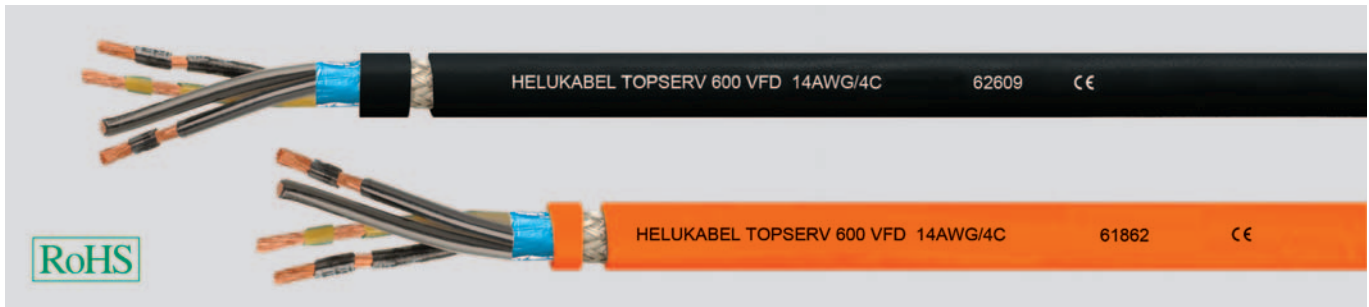 HELUKABEL TOPSERV 600 VFD 14AWG/4C 62609 CE
HELUKABEL TOPSERV 600 VFD 14AWG/4C 61862 CE
RoHS